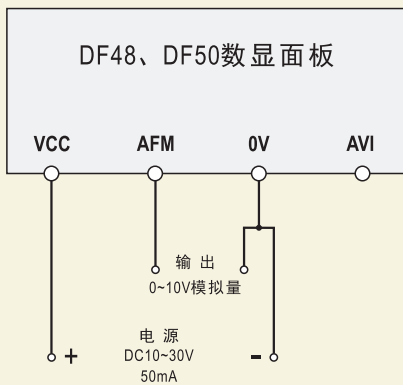 DF48、DF50数显面板
VCC AFM 0V AVI
输出
0~10V模拟量
电源
+ DC10~30V -
50mA